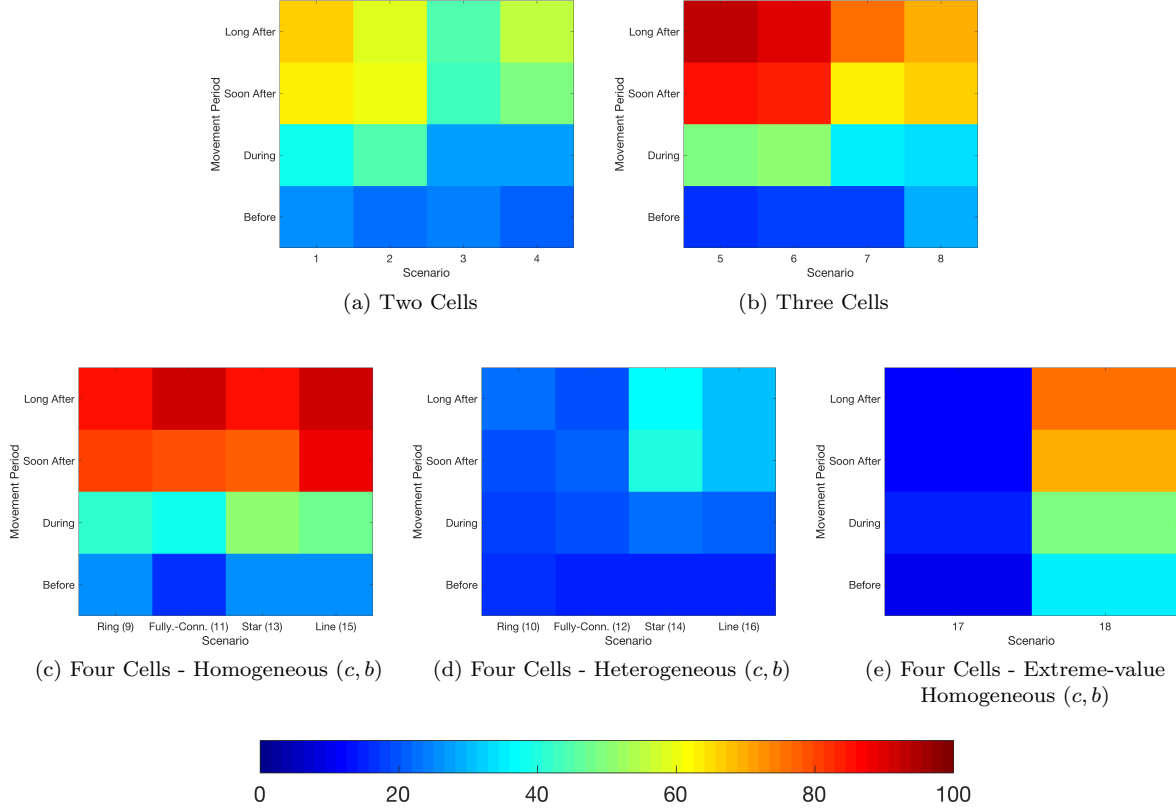 Movement Period
Long After
Soon After
During
Before
1 2 3 4
Scenario
(a) Two Cells
Movement Period
Long After
Soon After
During
Before
5 6 7 8
Scenario
(b) Three Cells
Movement Period
Long After
Soon After
During
Before
Ring (9) Fully.-Conn. (11) Star (13) Line (15)
Scenario
(c) Four Cells - Homogeneous (c, b)
Movement Period
Long After
Soon After
During
Before
Ring (10) Fully-Conn. (12) Star (14) Line (16)
Scenario
(d) Four Cells - Heterogeneous (c, b)
Movement Period
Long After
Soon After
During
Before
17 18
Scenario
(e) Four Cells - Extreme-value
Homogeneous (c, b)
0 20 40 60 80 100